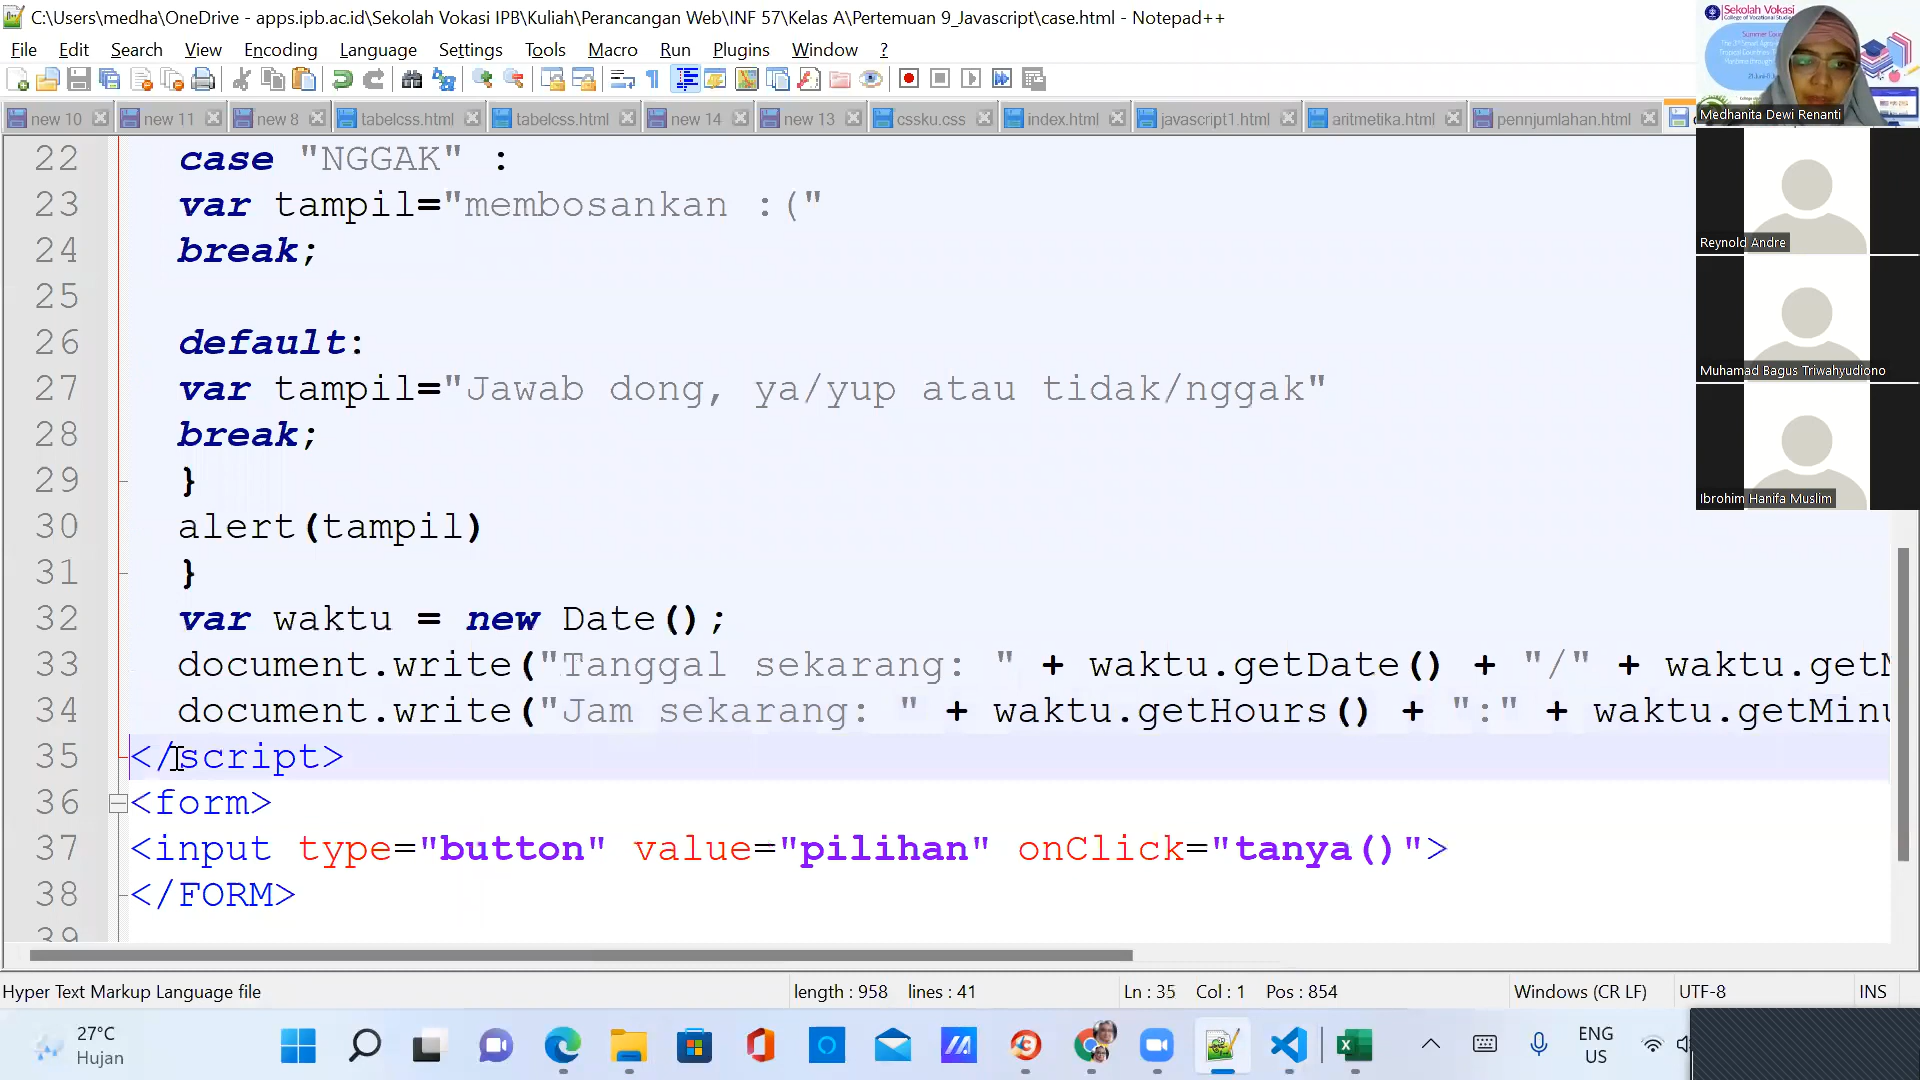 C:\Users\medha\OneDrive - apps.ipb.ac.id\Sekolah Vokasi IPB\Kuliah\Perancangan Web\INF 57\Kelas A\Pertemuan 9_Javascript\case.html - Notepad++
File Edit Search View Encoding Language Settings Tools Macro Run Plugins Window ?
new 10 new 11 new 8 tabelcss.html tabelcss.html new 14 new 13 cssku.css index.html javascript1.html aritmetika.html pennjumlahan.html
22 case "NGGAK" :
23 var tampil="membosankan :("
24 break;
25
26 default:
27 var tampil="Jawab dong, ya/yup atau tidak/nggak"
28 break;
29 }
30 alert(tampil)
31 }
32 var waktu = new Date();
33 document.write("Tanggal sekarang: " + waktu.getDate() + "/" + waktu.getM
34 document.write("Jam sekarang: " + waktu.getHours() + ":" + waktu.getMinu
35 </script>
36 <form>
37 <input type="button" value="pilihan" onClick="tanya()">
38 </FORM>
39
Sekolah Vokasi
College of Vocational Studies
Medhanita Dewi Renanti
Reynold Andre
Muhamad Bagus Triwahyudiono
Ibrohim Hanifa Muslim
Hyper Text Markup Language file length : 958 lines : 41 Ln : 35 Col : 1 Pos : 854 Windows (CR LF) UTF-8 INS
27°C
Hujan
ENG
US